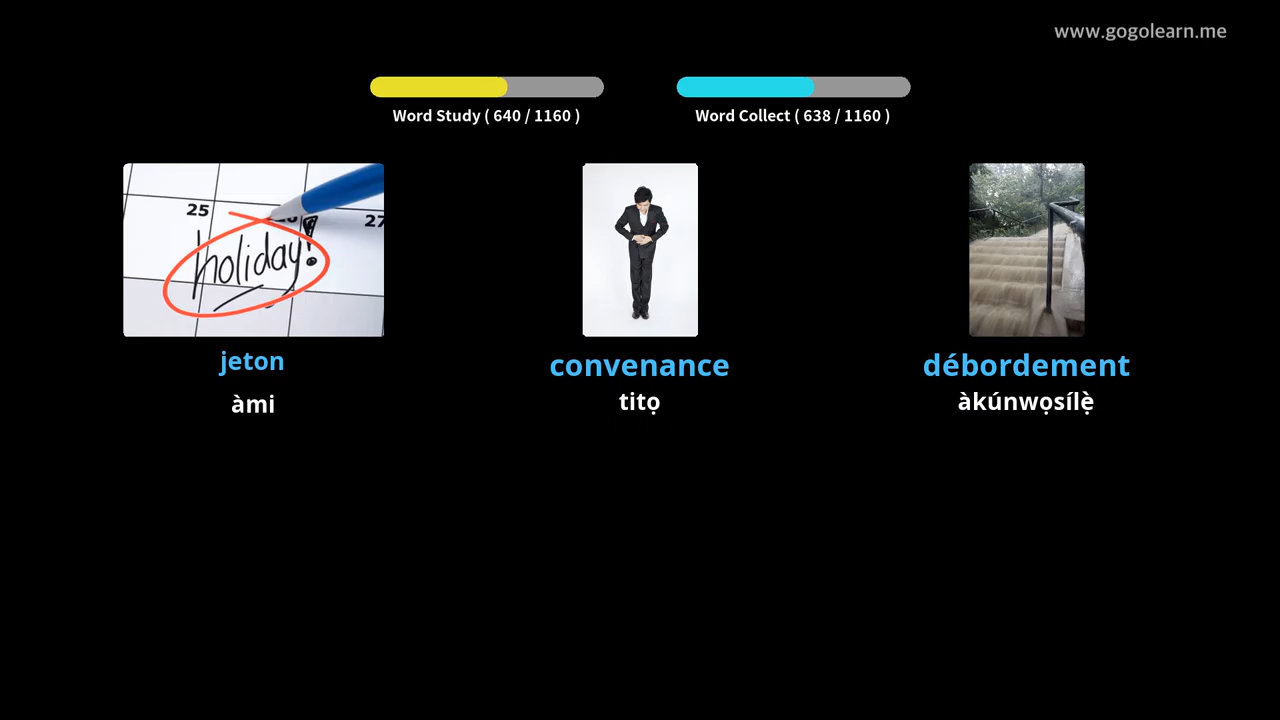 www.gogolearn.me
Word Study ( 640 / 1160 )
Word Collect ( 638 / 1160 )
25
27
holiday!
jeton
convenance
débordement
àmi
titọ
àkúnwọsílẹ̀